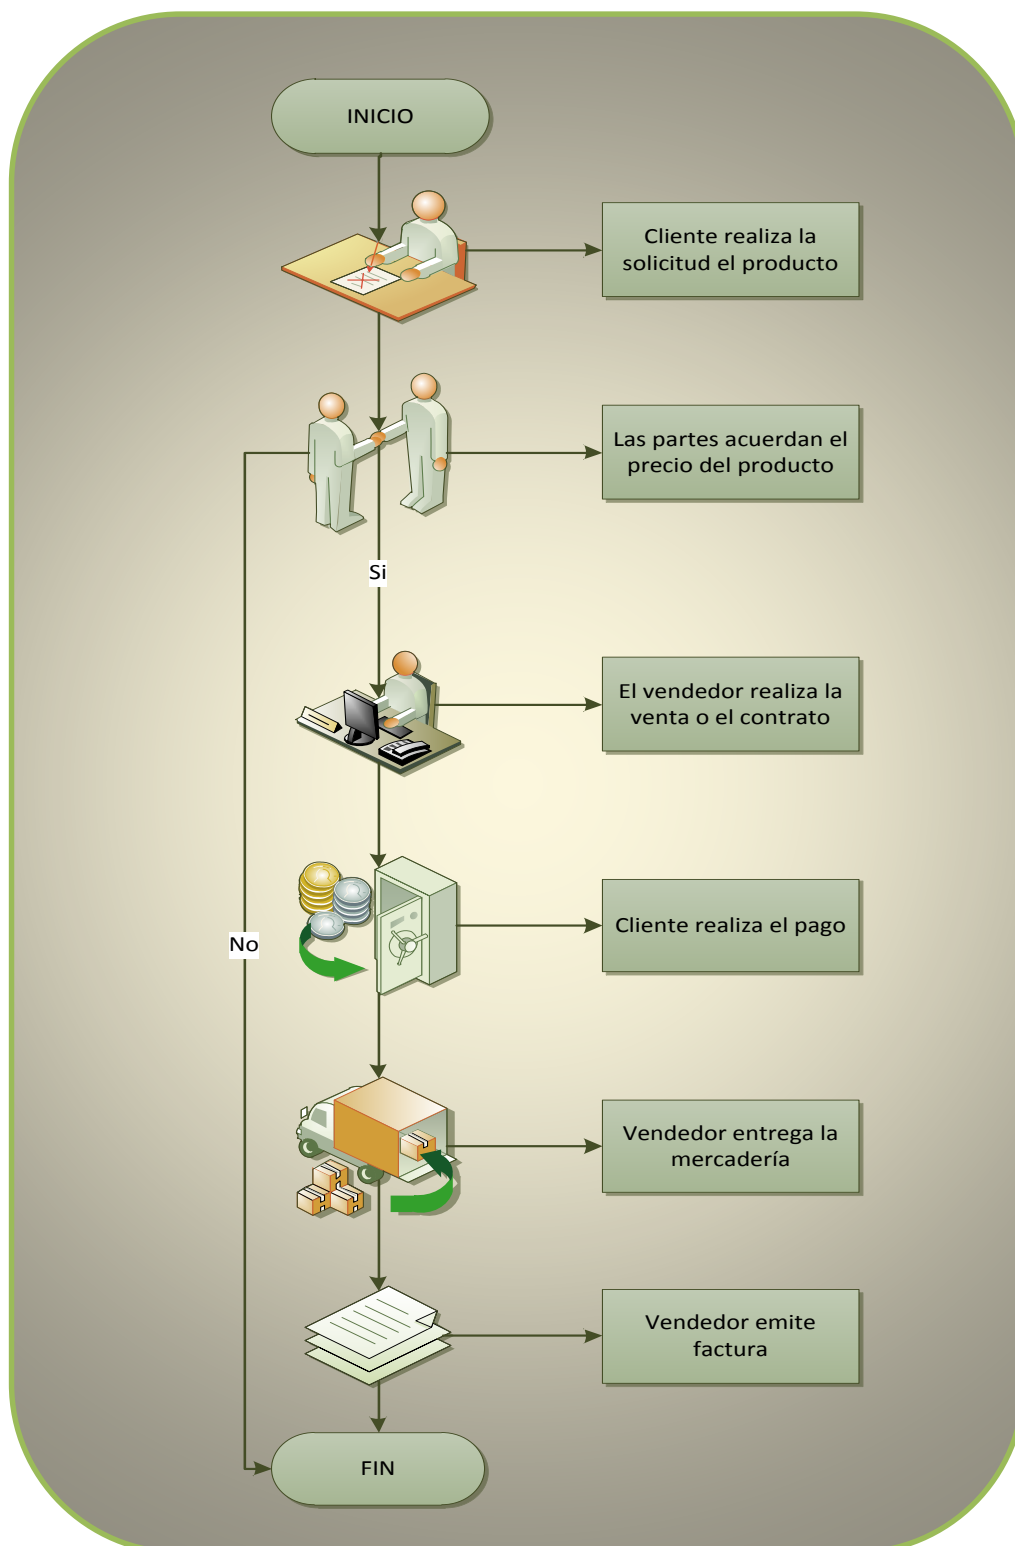 INICIO
Cliente realiza la
solicitud el producto
Las partes acuerdan el
precio del producto
Si
El vendedor realiza la
venta o el contrato
Cliente realiza el pago
No
Vendedor entrega la
mercadería
Vendedor emite
factura
FIN